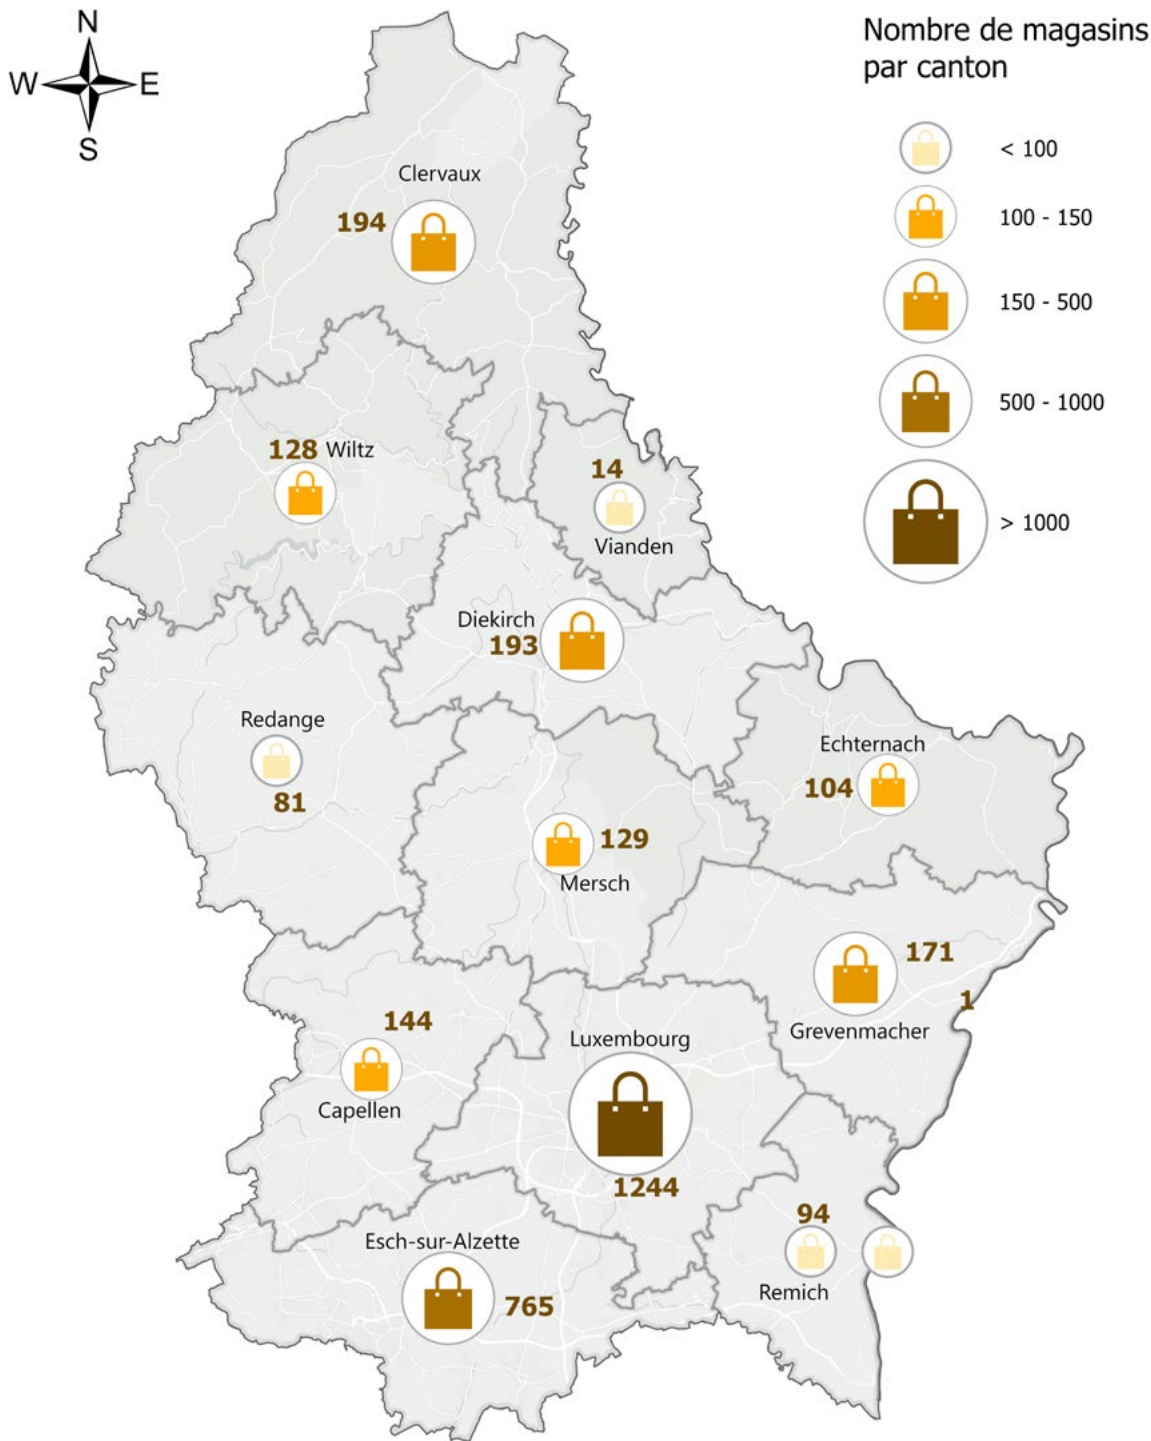 N
W
E
S
Nombre de magasins
par canton
< 100
100 - 150
150 - 500
500 - 1000
> 1000
Clervaux
194
128 Wiltz
14
Vianden
Diekirch
193
Redange
81
Echternach
104
129
Mersch
171
1
Grevenmacher
144
Capellen
Luxembourg
1244
94
Remich
Esch-sur-Alzette
765